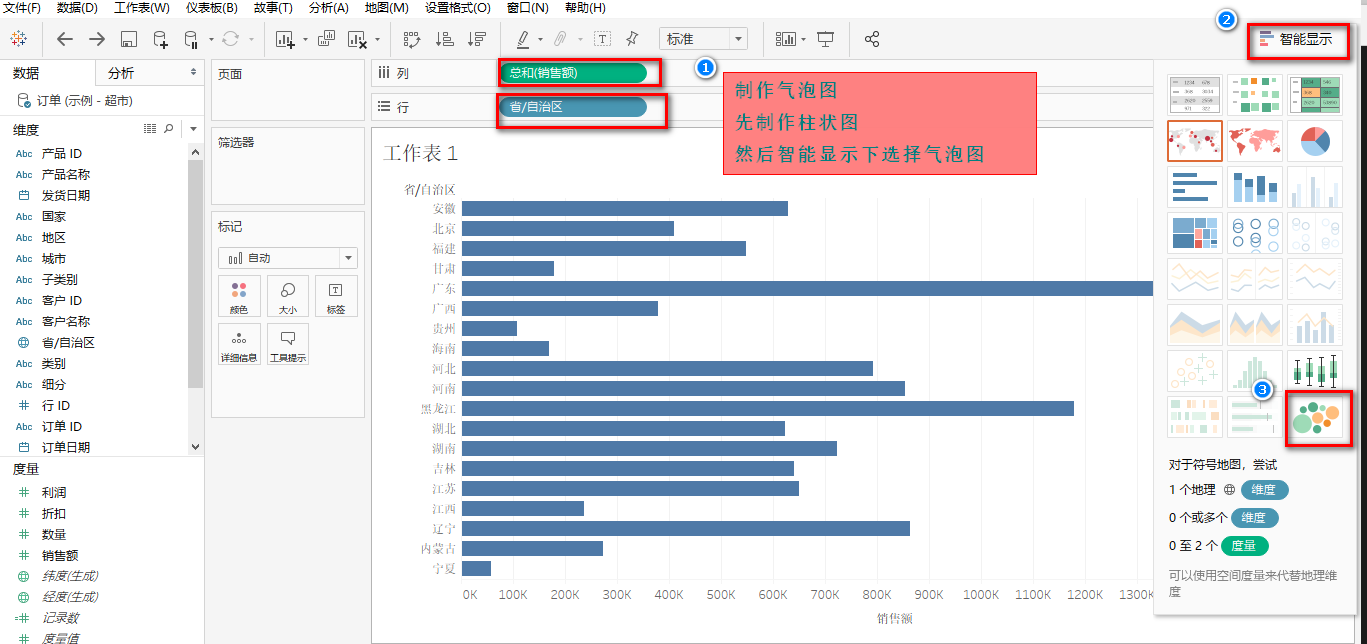 文件(F) 数据(D) 工作表(W) 仪表板(B) 故事(T) 分析(A) 地图(M) 设置格式(O) 窗口(N) 帮助(H)
标准
2
智能显示
数据 分析
订单 (示例 - 超市)
维度
Abc 产品 ID
Abc 产品名称
发货日期
Abc 国家
Abc 地区
Abc 城市
Abc 子类别
Abc 客户 ID
Abc 客户名称
省/自治区
Abc 类别
Abc 细分
行 ID
Abc 订单 ID
订单日期
度量
利润
折扣
数量
销售额
纬度(生成)
经度(生成)
记录数
度量值
页面
筛选器
标记
自动
颜色 大小 标签
详细信息 工具提示
列 总和(销售额)
行 省/自治区
1
制作气泡图
先制作柱状图
然后智能显示下选择气泡图
工作表 1
省/自治区
安徽
北京
福建
甘肃
广东
广西
贵州
海南
河北
河南
黑龙江
湖北
湖南
吉林
江苏
江西
辽宁
内蒙古
宁夏
0K 100K 200K 300K 400K 500K 600K 700K 800K 900K 1000K 1100K 1200K 1300K
销售额
3
对于符号地图，尝试
1 个地理 维度
0 个或多个 维度
0 至 2 个 度量
可以使用空间度量来代替地理维
度